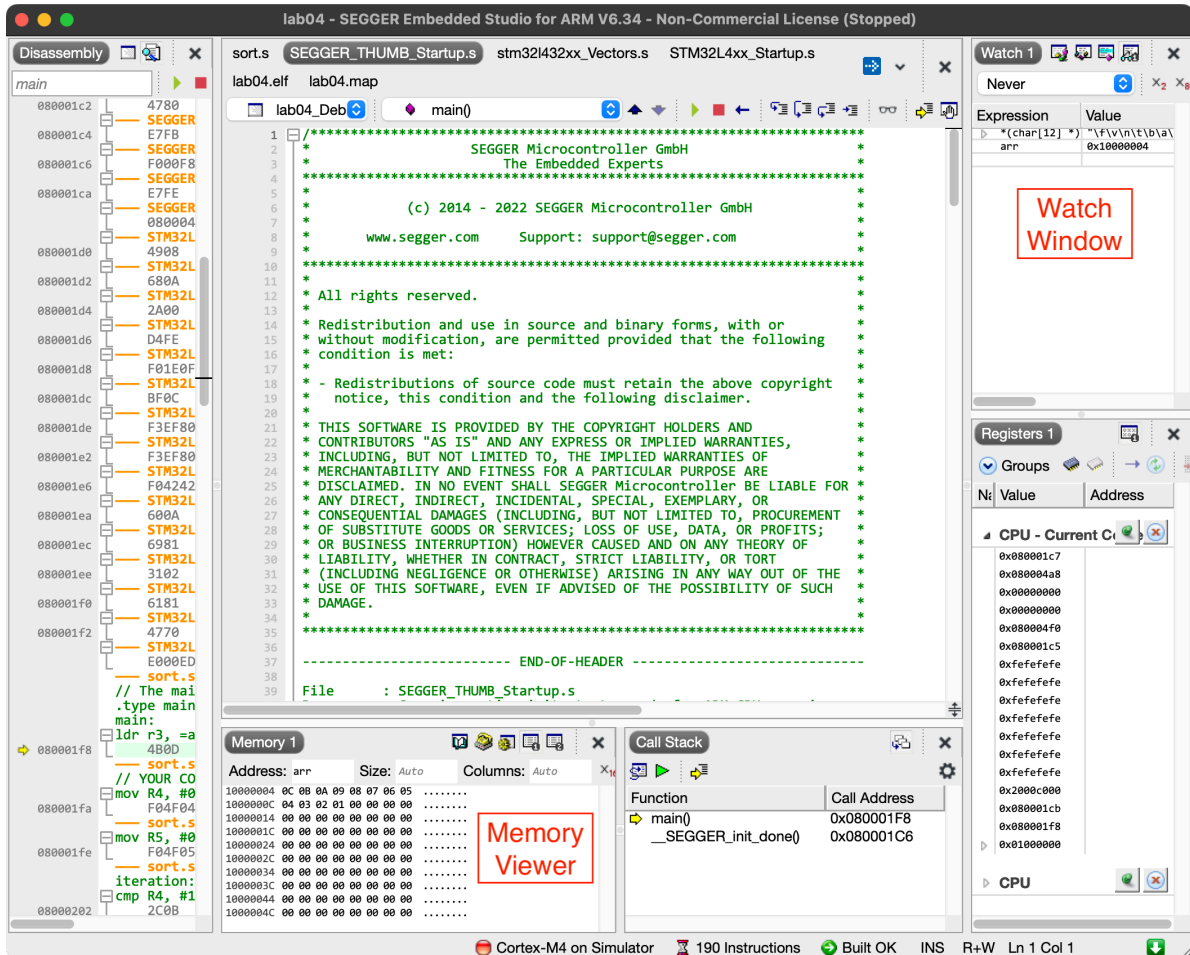 lab04 - SEGGER Embedded Studio for ARM V6.34 - Non-Commercial License (Stopped)
Disassembly
main
080001c2 4780
SEGGER
080001c4 E7FB
SEGGER
080001c6 F000F8
SEGGER
080001ca E7FE
SEGGER
080004
STM32L
080001d0 4908
STM32L
080001d2 680A
STM32L
080001d4 2A00
STM32L
080001d6 D4FE
STM32L
080001d8 F01E0F
STM32L
080001dc BF0C
STM32L
080001de F3EF80
STM32L
080001e2 F3EF80
STM32L
080001e6 F04242
STM32L
080001ea 600A
STM32L
080001ec 6981
STM32L
080001ee 3102
STM32L
080001f0 6181
STM32L
080001f2 4770
STM32L
E000ED
sort.s
// The mai
.type main
main:
ldr r3, =a
080001f8 4B0D
sort.s
// YOUR CO
mov R4, #0
080001fa F04F04
sort.s
mov R5, #0
080001fe F04F05
sort.s
iteration:
cmp R4, #1
08000202 2C0B
sort.s SEGGER_THUMB_Startup.s stm32l432xx_Vectors.s STM32L4xx_Startup.s
lab04.elf lab04.map
lab04_Deb main()
1 /*********************************************************************
2 * SEGGER Microcontroller GmbH *
3 * The Embedded Experts *
4 **********************************************************************
5 * *
6 * (c) 2014 - 2022 SEGGER Microcontroller GmbH *
7 * *
8 * www.segger.com Support: support@segger.com *
9 * *
10 **********************************************************************
11 * *
12 * All rights reserved. *
13 * *
14 * Redistribution and use in source and binary forms, with or *
15 * without modification, are permitted provided that the following *
16 * condition is met: *
17 * *
18 * - Redistributions of source code must retain the above copyright *
19 * notice, this condition and the following disclaimer. *
20 * *
21 * THIS SOFTWARE IS PROVIDED BY THE COPYRIGHT HOLDERS AND *
22 * CONTRIBUTORS "AS IS" AND ANY EXPRESS OR IMPLIED WARRANTIES, *
23 * INCLUDING, BUT NOT LIMITED TO, THE IMPLIED WARRANTIES OF *
24 * MERCHANTABILITY AND FITNESS FOR A PARTICULAR PURPOSE ARE *
25 * DISCLAIMED. IN NO EVENT SHALL SEGGER Microcontroller BE LIABLE FOR *
26 * ANY DIRECT, INDIRECT, INCIDENTAL, SPECIAL, EXEMPLARY, OR *
27 * CONSEQUENTIAL DAMAGES (INCLUDING, BUT NOT LIMITED TO, PROCUREMENT *
28 * OF SUBSTITUTE GOODS OR SERVICES; LOSS OF USE, DATA, OR PROFITS; *
29 * OR BUSINESS INTERRUPTION) HOWEVER CAUSED AND ON ANY THEORY OF *
30 * LIABILITY, WHETHER IN CONTRACT, STRICT LIABILITY, OR TORT *
31 * (INCLUDING NEGLIGENCE OR OTHERWISE) ARISING IN ANY WAY OUT OF THE *
32 * USE OF THIS SOFTWARE, EVEN IF ADVISED OF THE POSSIBILITY OF SUCH *
33 * DAMAGE. *
34 * *
35 **********************************************************************
36
37 -------------------------- END-OF-HEADER -----------------------------
38
39 File : SEGGER_THUMB_Startup.s
Watch 1
Never x2 x8
Expression Value
*(char[12] *) "\f\v\n\t\b\a\
arr 0x10000004
Watch
Window
Registers 1
Groups
Na Value Address
CPU - Current Co
0x080001c7
0x080004a8
0x00000000
0x00000000
0x080004f0
0x080001c5
0xfefefefe
0xfefefefe
0xfefefefe
0xfefefefe
0xfefefefe
0xfefefefe
0xfefefefe
0x2000c000
0x080001cb
0x080001f8
0x01000000
CPU
Memory 1
Address: arr Size: Auto Columns: Auto X16
10000004 0C 0B 0A 09 08 07 06 05 ........
1000000C 04 03 02 01 00 00 00 00 ........
10000014 00 00 00 00 00 00 00 00 ........
1000001C 00 00 00 00 00 00 00 00 ........
10000024 00 00 00 00 00 00 00 00 ........
1000002C 00 00 00 00 00 00 00 00 ........
10000034 00 00 00 00 00 00 00 00 ........
1000003C 00 00 00 00 00 00 00 00 ........
10000044 00 00 00 00 00 00 00 00 ........
1000004C 00 00 00 00 00 00 00 00 ........
Memory
Viewer
Call Stack
Function Call Address
main() 0x080001F8
__SEGGER_init_done() 0x080001C6
Cortex-M4 on Simulator 190 Instructions Built OK INS R+W Ln 1 Col 1